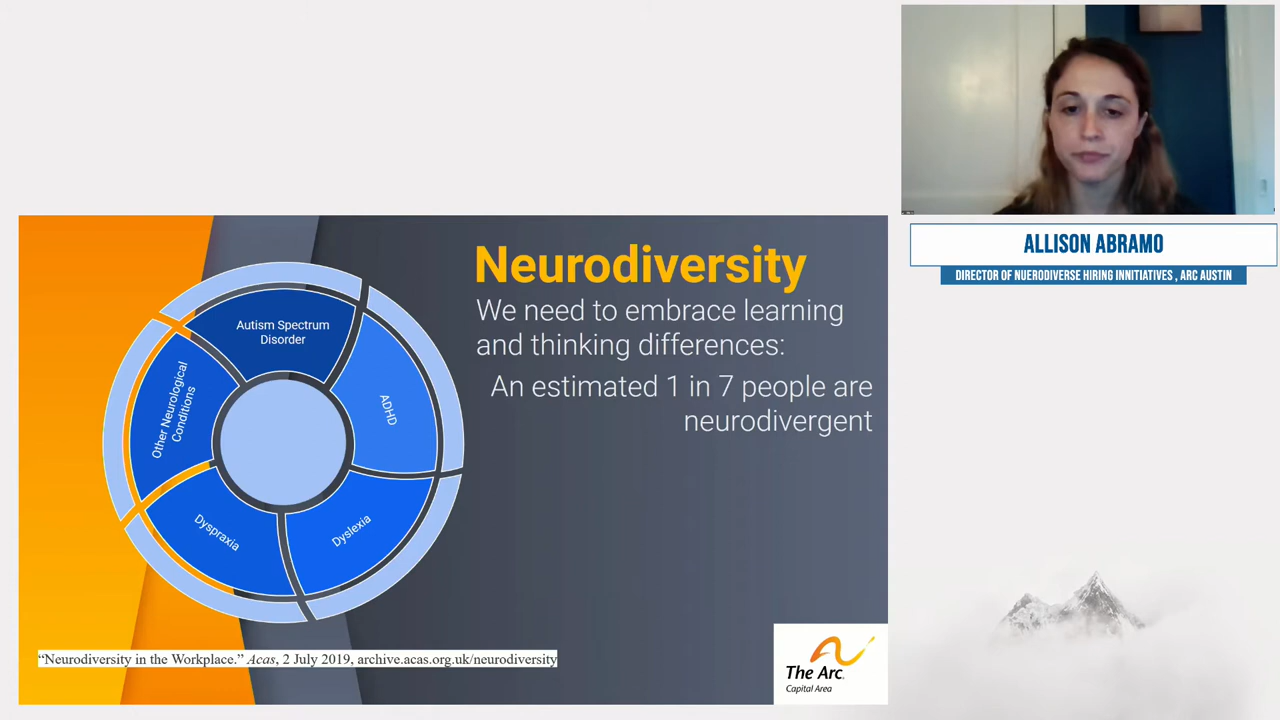 ALLISON ABRAMO
DIRECTOR OF NUERODIVERSE HIRING INNITIATIVES , ARC AUSTIN
Neurodiversity
We need to embrace learning
and thinking differences:
An estimated 1 in 7 people are
neurodivergent
Autism Spectrum
Disorder
ADHD
Dyslexia
Dyspraxia
Other Neurological
Conditions
“Neurodiversity in the Workplace.” Acas, 2 July 2019, archive.acas.org.uk/neurodiversity
The Arc.
Capital Area